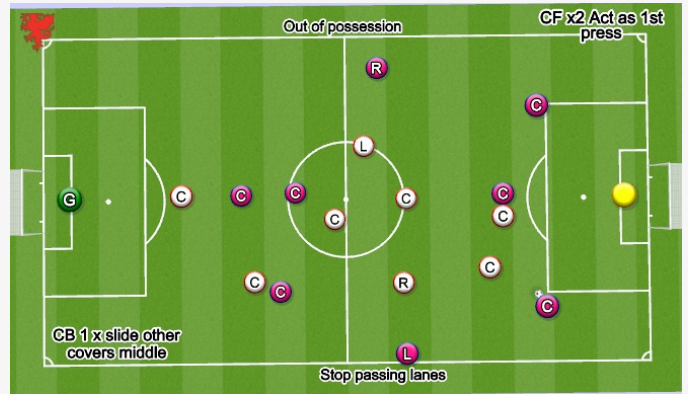 Out of possession
CF x2 Act as 1st
press
R
C
L
G
C
C
C
C
C
C
C
C
C
C
R
C
L
CB 1 x slide other
covers middle
Stop passing lanes